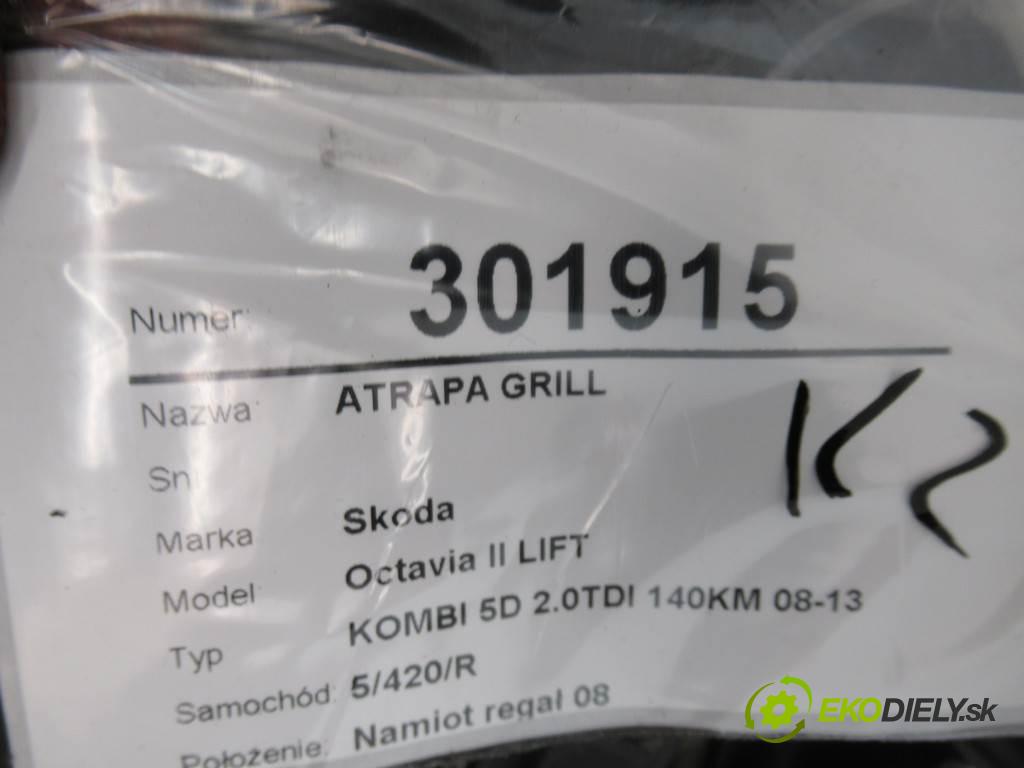 Numer: 301915
Nazwa: ATRAPA GRILL
Sn
Marka Skoda
Model Octavia II LIFT
Typ KOMBI 5D 2.0TDI 140KM 08-13
Samochód: 5/420/R
Położenie: Namiot regał 08
K2
EKODIELY.sk